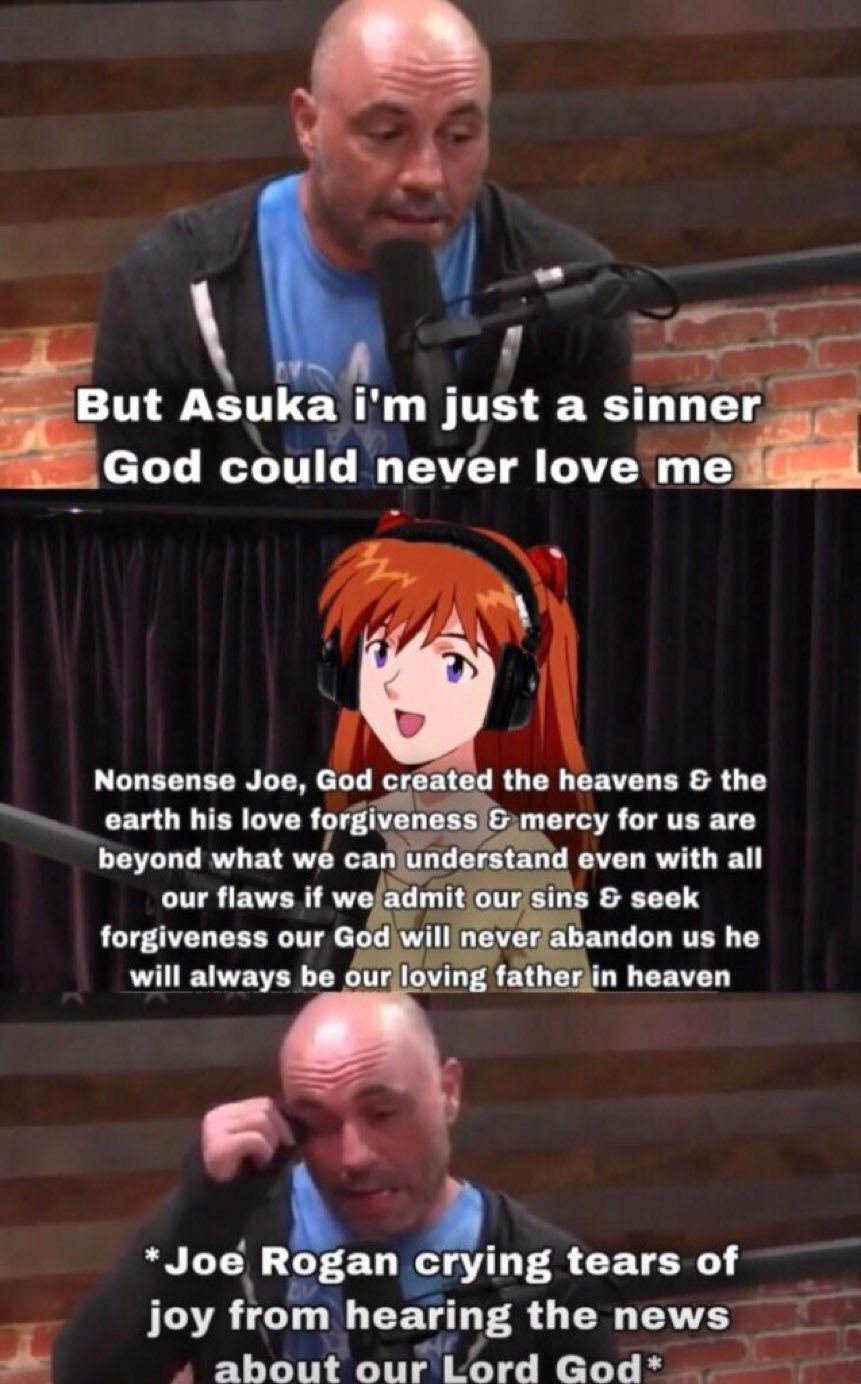 But Asuka i'm just a sinner
God could never love me
Nonsense Joe, God created the heavens & the
earth his love forgiveness & mercy for us are
beyond what we can understand even with all
our flaws if we admit our sins & seek
forgiveness our God will never abandon us he
will always be our loving father in heaven
*Joe Rogan crying tears of
joy from hearing the news
about our Lord God*